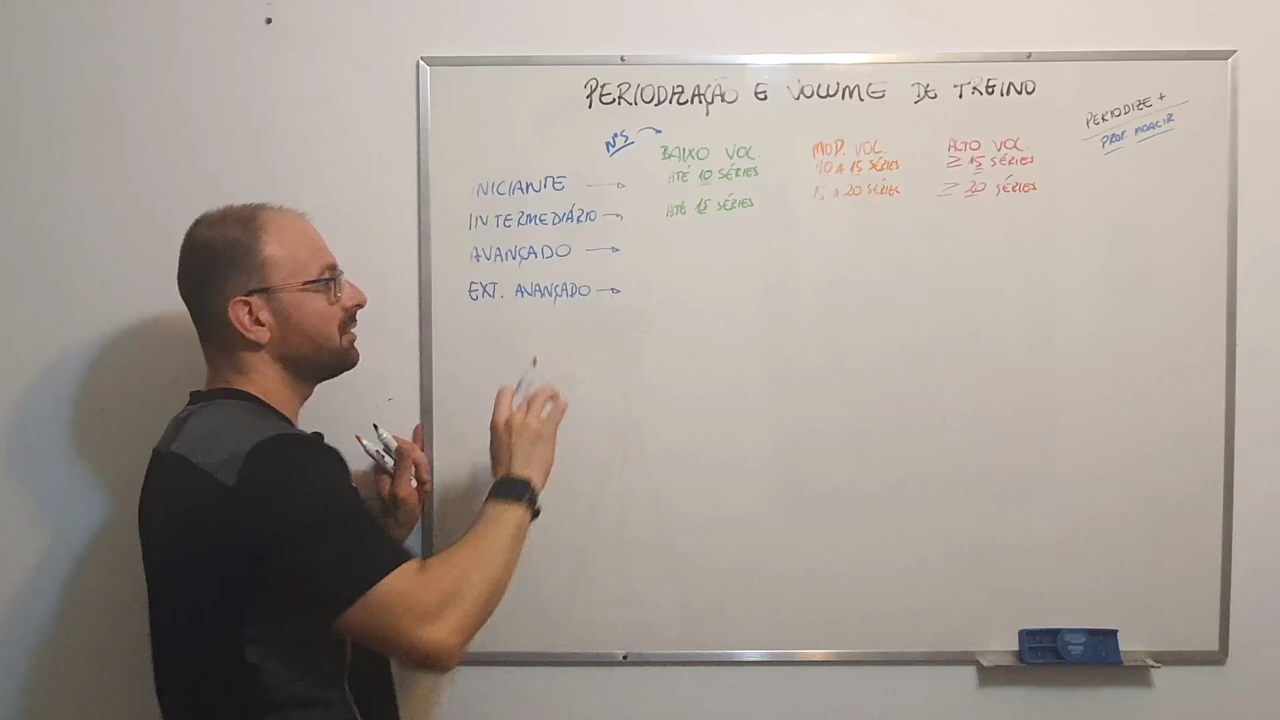 PERIODIZAÇÃO E VOLUME DE TREINO
PERIODIZE +
PROF. MOACIR
NºS
BAIXO VOL. MOD. VOL. ALTO VOL.
INICIANTE → ATÉ 10 SÉRIES 10 A 15 SÉRIES ≥ 15 SÉRIES
INTERMEDIÁRIO → ATÉ 15 SÉRIES 15 A 20 SÉRIES ≥ 20 SÉRIES
AVANÇADO →
EXT. AVANÇADO →